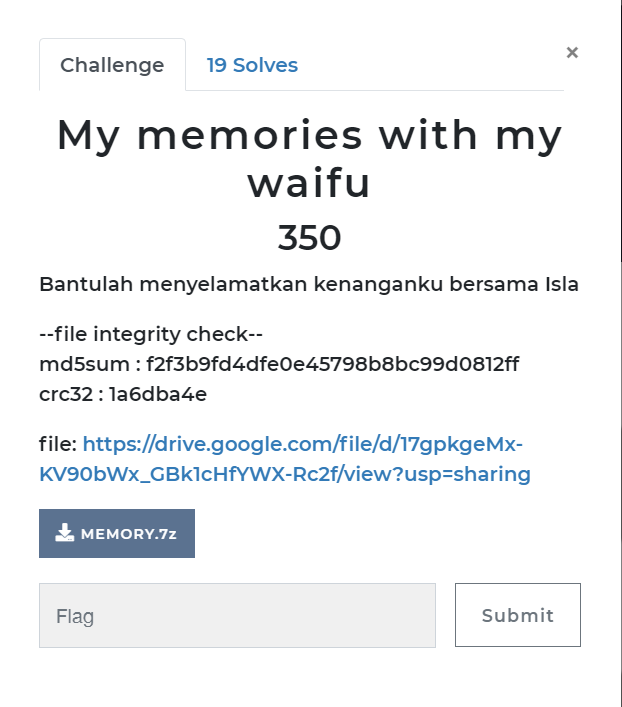 Challenge
19 Solves
×
My memories with my
waifu
350
Bantulah menyelamatkan kenanganku bersama Isla
--file integrity check--
md5sum : f2f3b9fd4dfe0e45798b8bc99d0812ff
crc32 : 1a6dba4e
file: https://drive.google.com/file/d/17gpkgeMx-
KV90bWx_GBk1cHfYWX-Rc2f/view?usp=sharing
MEMORY.7z
Flag
Submit